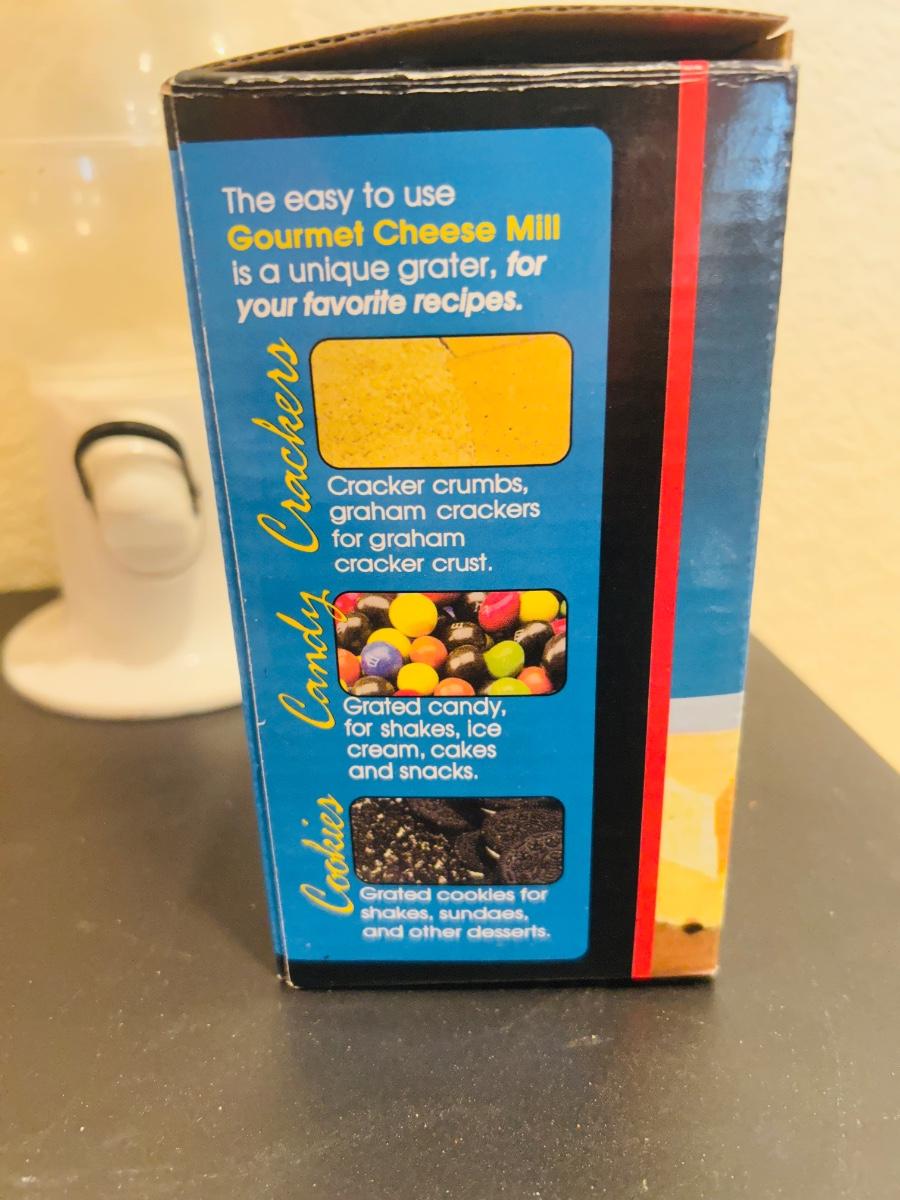 The easy to use
Gourmet Cheese Mill
is a unique grater, for
your favorite recipes.
Crackers
Cracker crumbs,
graham crackers
for graham
cracker crust.
Candy
Grated candy,
for shakes, ice
cream, cakes
and snacks.
Cookies
Grated cookies for
shakes, sundaes,
and other desserts.